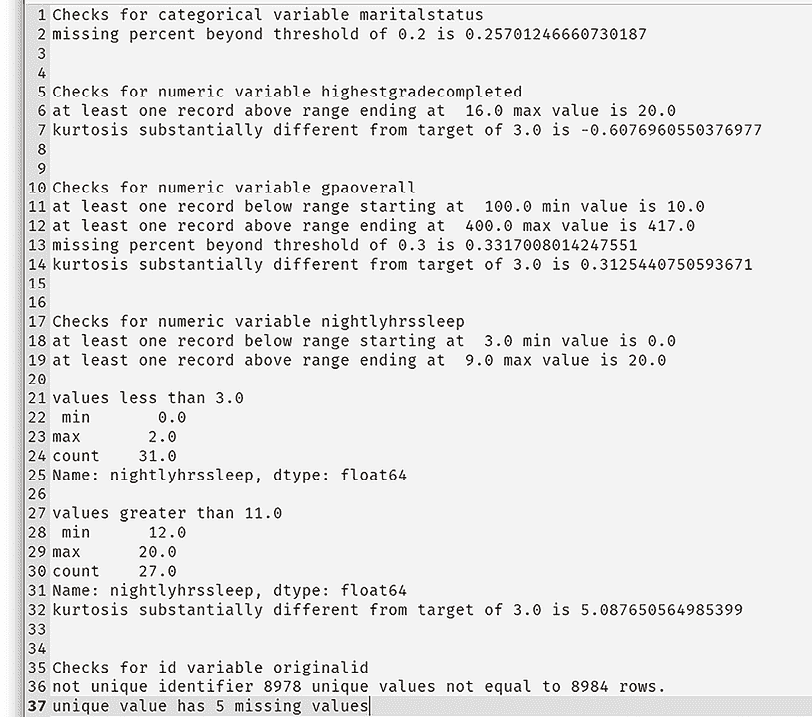 1 Checks for categorical variable maritalstatus
2 missing percent beyond threshold of 0.2 is 0.25701246660730187
3
4
5 Checks for numeric variable highestgradecompleted
6 at least one record above range ending at  16.0 max value is 20.0
7 kurtosis substantially different from target of 3.0 is -0.6076960550376977
8
9
10 Checks for numeric variable gpaoverall
11 at least one record below range starting at  100.0 min value is 10.0
12 at least one record above range ending at  400.0 max value is 417.0
13 missing percent beyond threshold of 0.3 is 0.3317008014247551
14 kurtosis substantially different from target of 3.0 is 0.3125440750593671
15
16
17 Checks for numeric variable nightlyhrssleep
18 at least one record below range starting at  3.0 min value is 0.0
19 at least one record above range ending at  9.0 max value is 20.0
20
21 values less than 3.0
22  min       0.0
23 max       2.0
24 count    31.0
25 Name: nightlyhrssleep, dtype: float64
26
27 values greater than 11.0
28  min      12.0
29 max      20.0
30 count    27.0
31 Name: nightlyhrssleep, dtype: float64
32 kurtosis substantially different from target of 3.0 is 5.087650564985399
33
34
35 Checks for id variable originalid
36 not unique identifier 8978 unique values not equal to 8984 rows.
37 unique value has 5 missing values